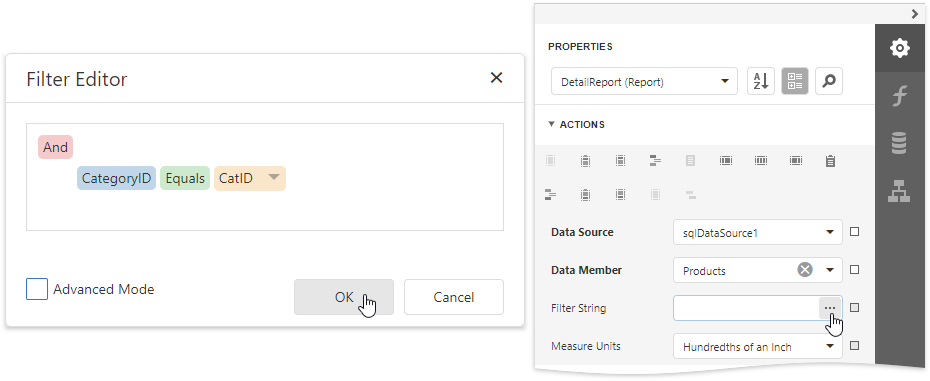 Filter Editor
And
CategoryID Equals CatID
Advanced Mode
OK
Cancel
PROPERTIES
DetailReport (Report)
A
Z
ACTIONS
Data Source
sqlDataSource1
Data Member
Products
Filter String
...
Measure Units
Hundredths of an Inch